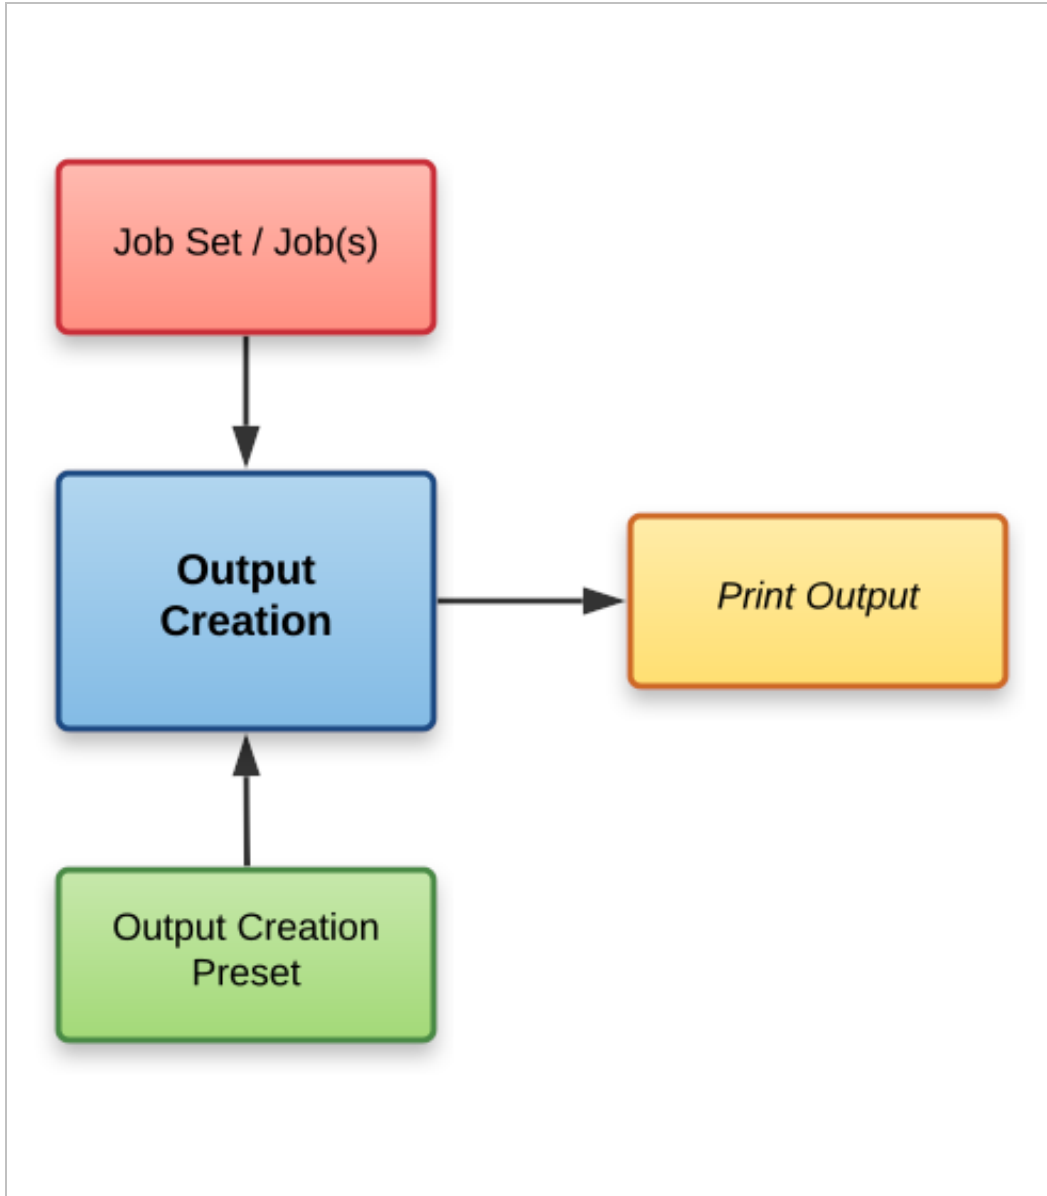 Job Set / Job(s)
Output
Creation
Print Output
Output Creation
Preset